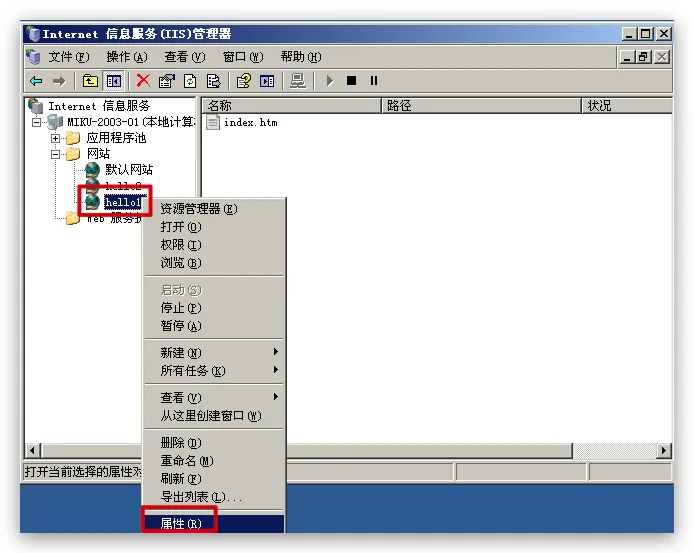 Internet 信息服务(IIS)管理器
文件(F) 操作(A) 查看(V) 窗口(W) 帮助(H)
Internet 信息服务
MIKU-2003-01(本地计算
应用程序池
网站
默认网站
hello2
hello1
Web 服务扩
名称 路径 状况
index.htm
资源管理器(E)
打开(O)
权限(I)
浏览(B)
启动(S)
停止(P)
暂停(A)
新建(N)
所有任务(K)
查看(V)
从这里创建窗口(W)
删除(D)
重命名(M)
刷新(F)
导出列表(L)...
属性(R)
打开当前选择的属性对